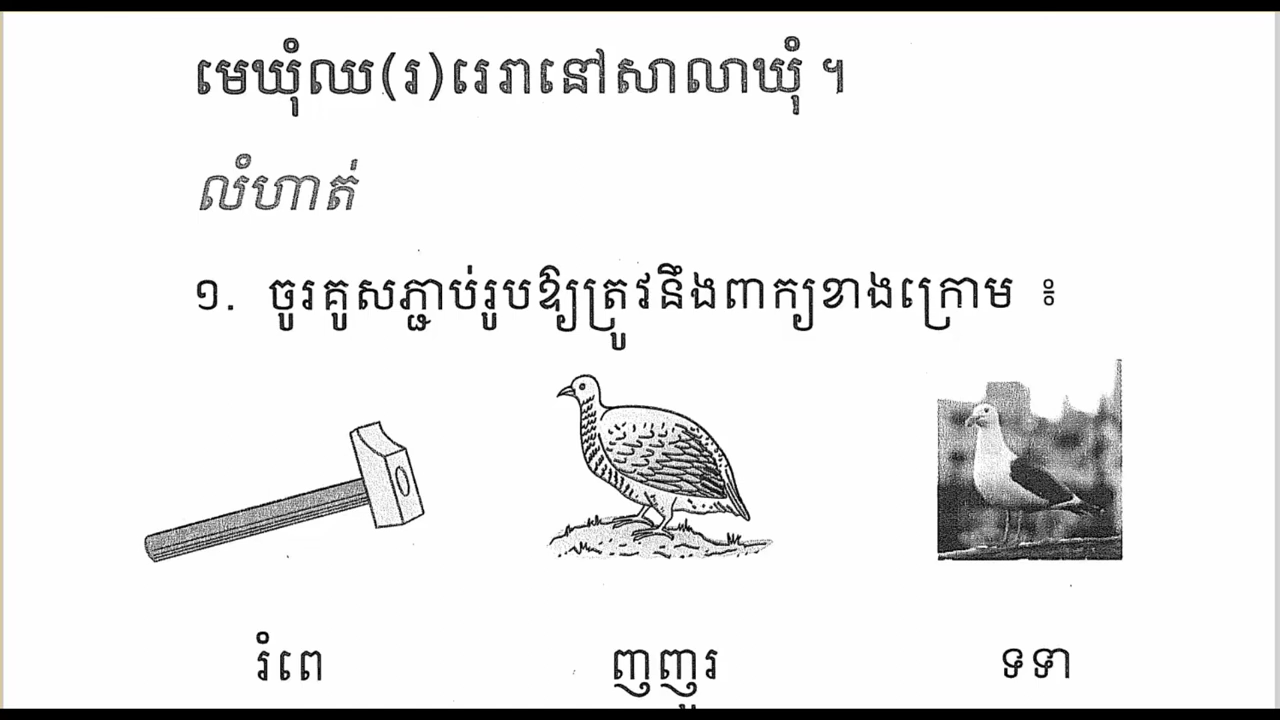 មេឃុំឈ(រ)រេរានៅសាលាឃុំ ។
លំហាត់
១. ចូរគូសភ្ជាប់រូបឱ្យត្រូវនឹងពាក្យខាងក្រោម ៖
រំពេ ញញួរ ទទា